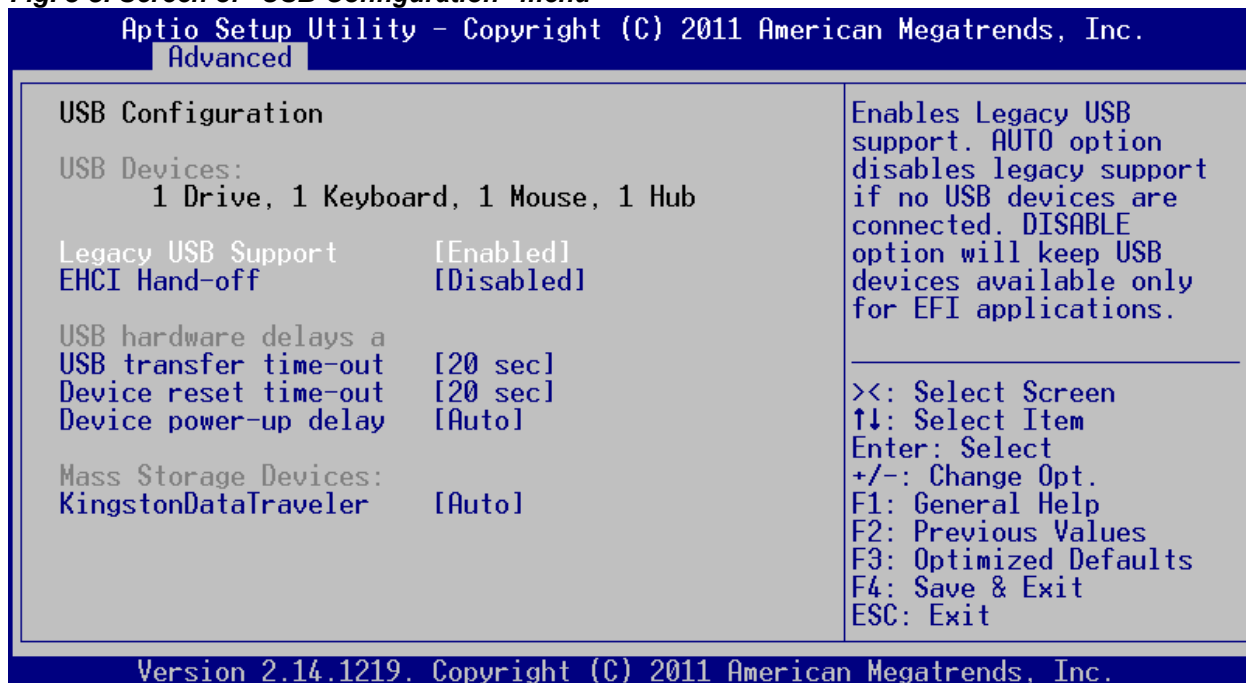 Aptio Setup Utility - Copyright (C) 2011 American Megatrends, Inc.
Advanced
USB Configuration
USB Devices:
1 Drive, 1 Keyboard, 1 Mouse, 1 Hub
Legacy USB Support [Enabled]
EHCI Hand-off [Disabled]
USB hardware delays a
USB transfer time-out [20 sec]
Device reset time-out [20 sec]
Device power-up delay [Auto]
Mass Storage Devices:
KingstonDataTraveler [Auto]
Enables Legacy USB
support. AUTO option
disables legacy support
if no USB devices are
connected. DISABLE
option will keep USB
devices available only
for EFI applications.
><: Select Screen
↑↓: Select Item
Enter: Select
+/-: Change Opt.
F1: General Help
F2: Previous Values
F3: Optimized Defaults
F4: Save & Exit
ESC: Exit
Version 2.14.1219. Copyright (C) 2011 American Megatrends, Inc.